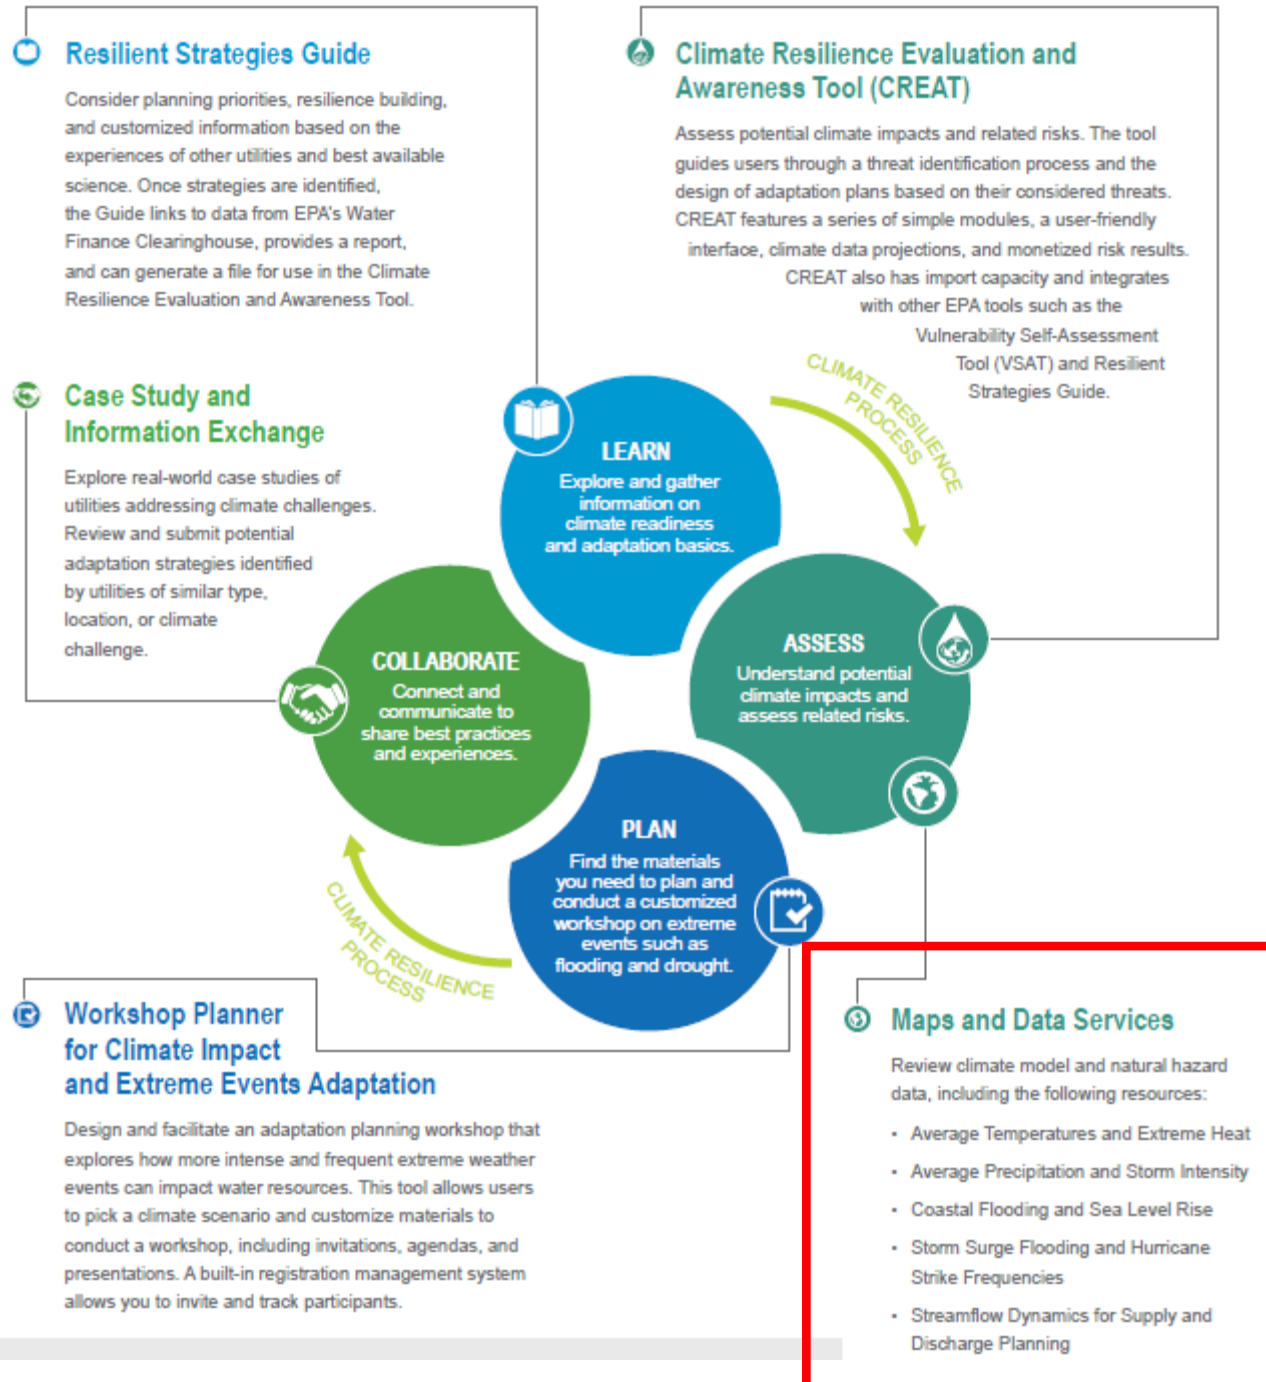 Resilient Strategies Guide
Consider planning priorities, resilience building,
and customized information based on the
experiences of other utilities and best available
science. Once strategies are identified,
the Guide links to data from EPA's Water
Finance Clearinghouse, provides a report,
and can generate a file for use in the Climate
Resilience Evaluation and Awareness Tool.
Climate Resilience Evaluation and
Awareness Tool (CREAT)
Assess potential climate impacts and related risks. The tool
guides users through a threat identification process and the
design of adaptation plans based on their considered threats.
CREAT features a series of simple modules, a user-friendly
interface, climate data projections, and monetized risk results.
CREAT also has import capacity and integrates
with other EPA tools such as the
Vulnerability Self-Assessment
Tool (VSAT) and Resilient
Strategies Guide.
Case Study and
Information Exchange
Explore real-world case studies of
utilities addressing climate challenges.
Review and submit potential
adaptation strategies identified
by utilities of similar type,
location, or climate
challenge.
CLIMATE RESILIENCE
PROCESS
LEARN
Explore and gather
information on
climate readiness
and adaptation basics.
ASSESS
Understand potential
climate impacts and
assess related risks.
COLLABORATE
Connect and
communicate to
share best practices
and experiences.
PLAN
Find the materials
you need to plan and
conduct a customized
workshop on extreme
events such as
flooding and drought.
CLIMATE RESILIENCE
PROCESS
Workshop Planner
for Climate Impact
and Extreme Events Adaptation
Design and facilitate an adaptation planning workshop that
explores how more intense and frequent extreme weather
events can impact water resources. This tool allows users
to pick a climate scenario and customize materials to
conduct a workshop, including invitations, agendas, and
presentations. A built-in registration management system
allows you to invite and track participants.
Maps and Data Services
Review climate model and natural hazard
data, including the following resources:
• Average Temperatures and Extreme Heat
• Average Precipitation and Storm Intensity
• Coastal Flooding and Sea Level Rise
• Storm Surge Flooding and Hurricane
Strike Frequencies
• Streamflow Dynamics for Supply and
Discharge Planning